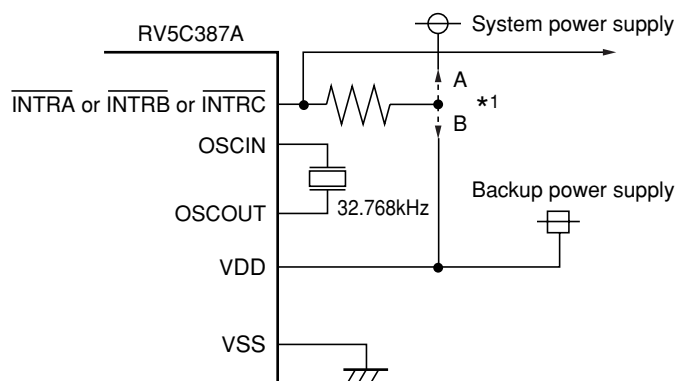 RV5C387A
System power supply
A
*1
B
INTRA or INTRB or INTRC
OSCIN
OSCOUT
32.768kHz
Backup power supply
VDD
VSS